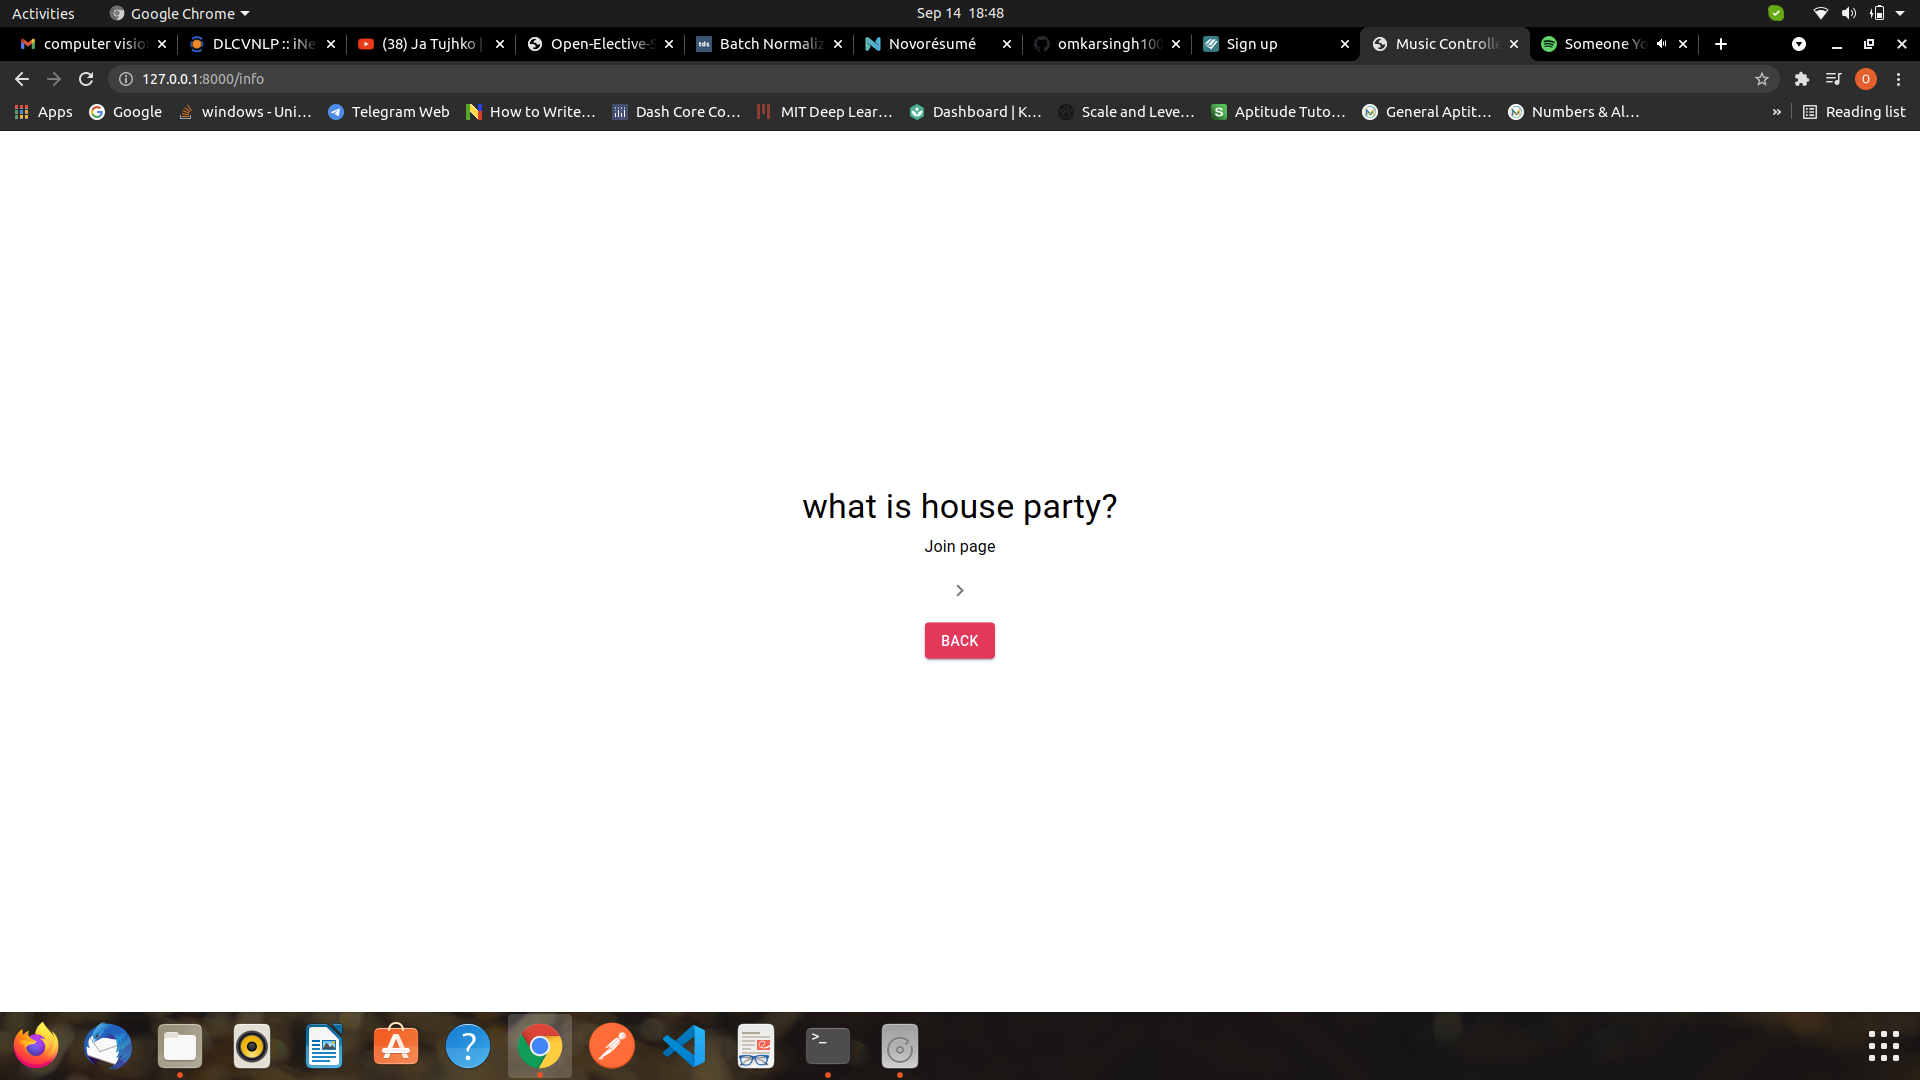 Activities
Google Chrome
Sep 14 18:48
computer visio
DLCVNLP :: iNe
(38) Ja Tujhko |
Open-Elective-S
Batch Normaliz
Novorésumé
omkarsingh100
Sign up
Music Controlle
Someone Yo
127.0.0.1:8000/info
O
Apps
Google
windows - Uni...
Telegram Web
How to Write...
Dash Core Co...
MIT Deep Lear...
Dashboard | K...
Scale and Leve...
Aptitude Tuto...
General Aptit...
Numbers & Al...
»
Reading list
what is house party?
Join page
BACK